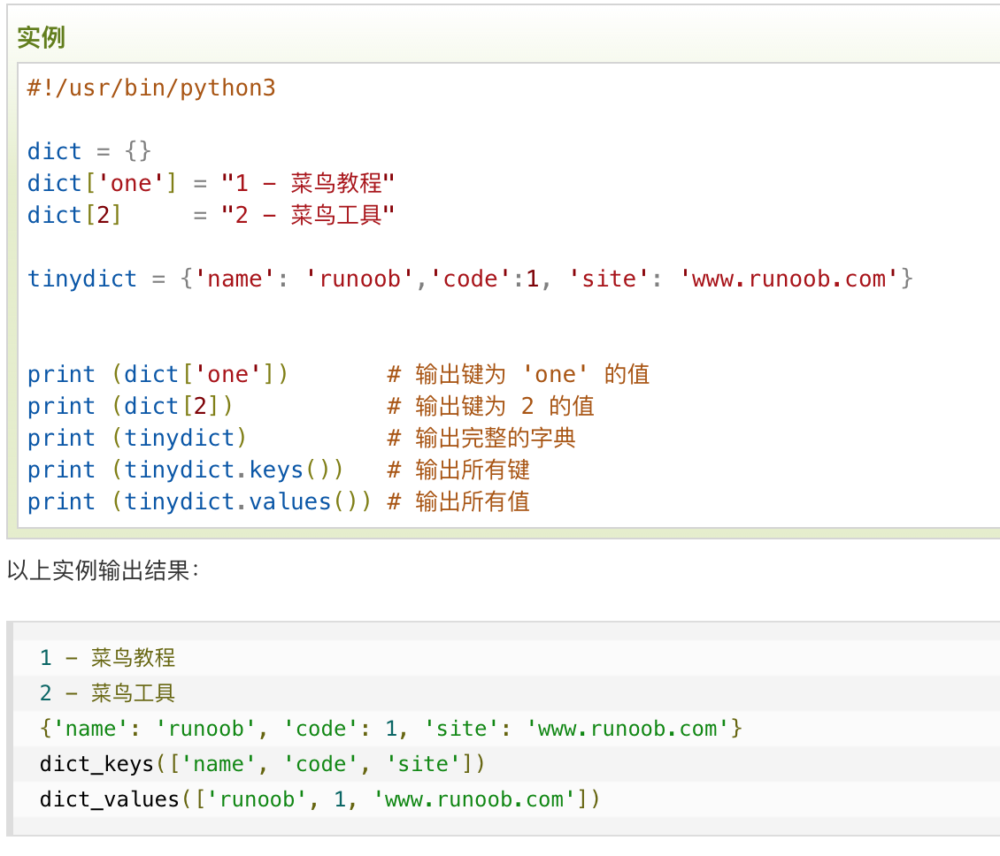 实例
#!/usr/bin/python3
dict = {}
dict['one'] = "1 - 菜鸟教程"
dict[2]     = "2 - 菜鸟工具"
tinydict = {'name': 'runoob','code':1, 'site': 'www.runoob.com'}
print (dict['one'])       # 输出键为 'one' 的值
print (dict[2])           # 输出键为 2 的值
print (tinydict)          # 输出完整的字典
print (tinydict.keys())   # 输出所有键
print (tinydict.values()) # 输出所有值
以上实例输出结果：
1 - 菜鸟教程
2 - 菜鸟工具
{'name': 'runoob', 'code': 1, 'site': 'www.runoob.com'}
dict_keys(['name', 'code', 'site'])
dict_values(['runoob', 1, 'www.runoob.com'])